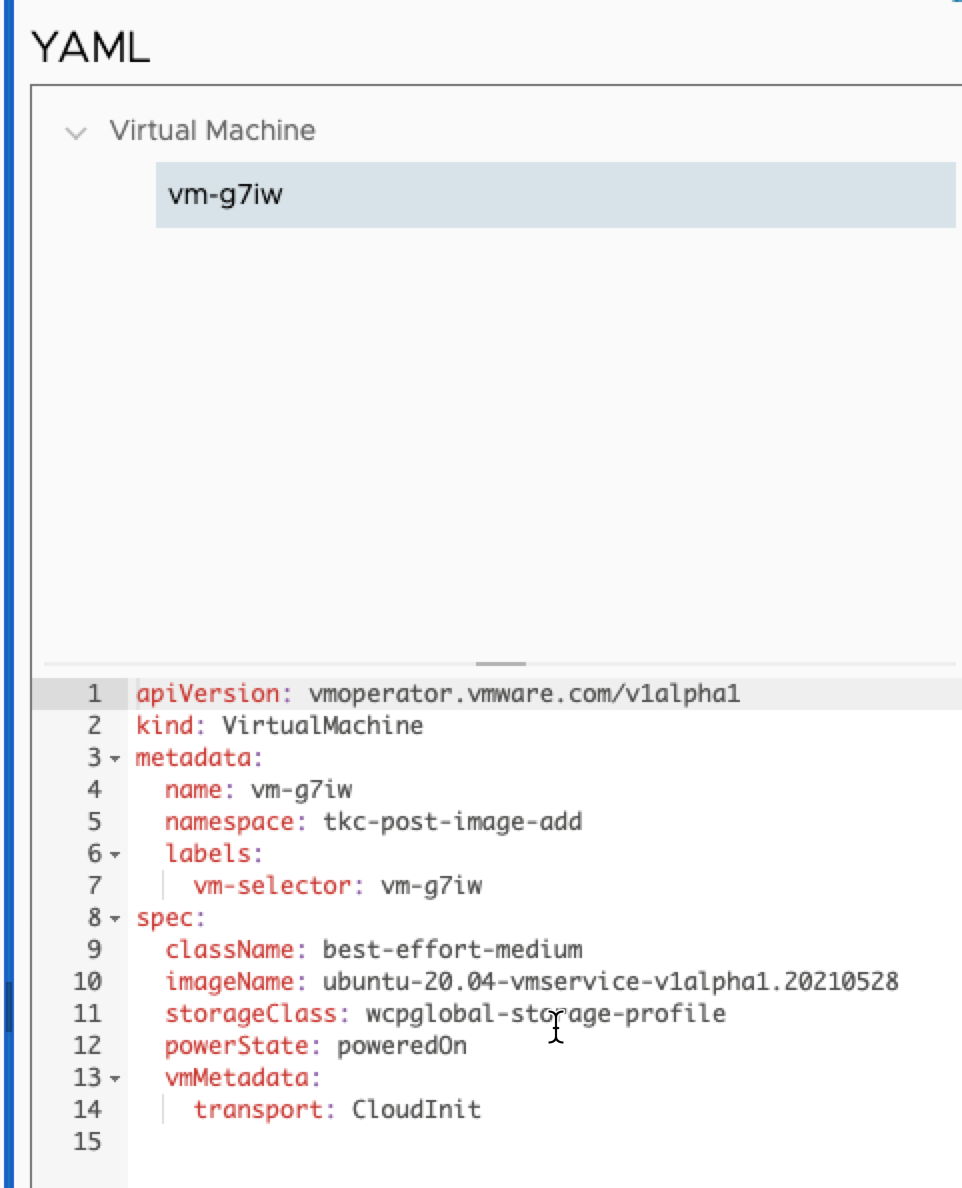 YAML
Virtual Machine
vm-g7iw
1 apiVersion: vmoperator.vmware.com/v1alpha1
2 kind: VirtualMachine
3 metadata:
4   name: vm-g7iw
5   namespace: tkc-post-image-add
6   labels:
7     vm-selector: vm-g7iw
8 spec:
9   className: best-effort-medium
10   imageName: ubuntu-20.04-vmservice-v1alpha1.20210528
11   storageClass: wcpglobal-storage-profile
12   powerState: poweredOn
13   vmMetadata:
14     transport: CloudInit
15